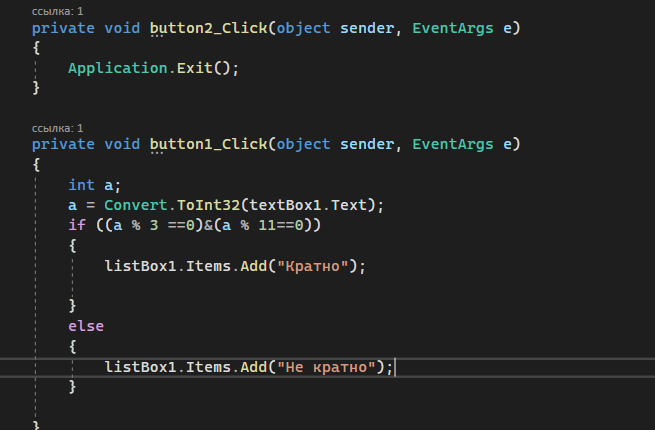 ссылка: 1
private void button2_Click(object sender, EventArgs e)
{
Application.Exit();
}
ссылка: 1
private void button1_Click(object sender, EventArgs e)
{
int a;
a = Convert.ToInt32(textBox1.Text);
if ((a % 3 ==0)&(a % 11==0))
{
listBox1.Items.Add("Кратно");
}
else
{
listBox1.Items.Add("Не кратно");
}
}